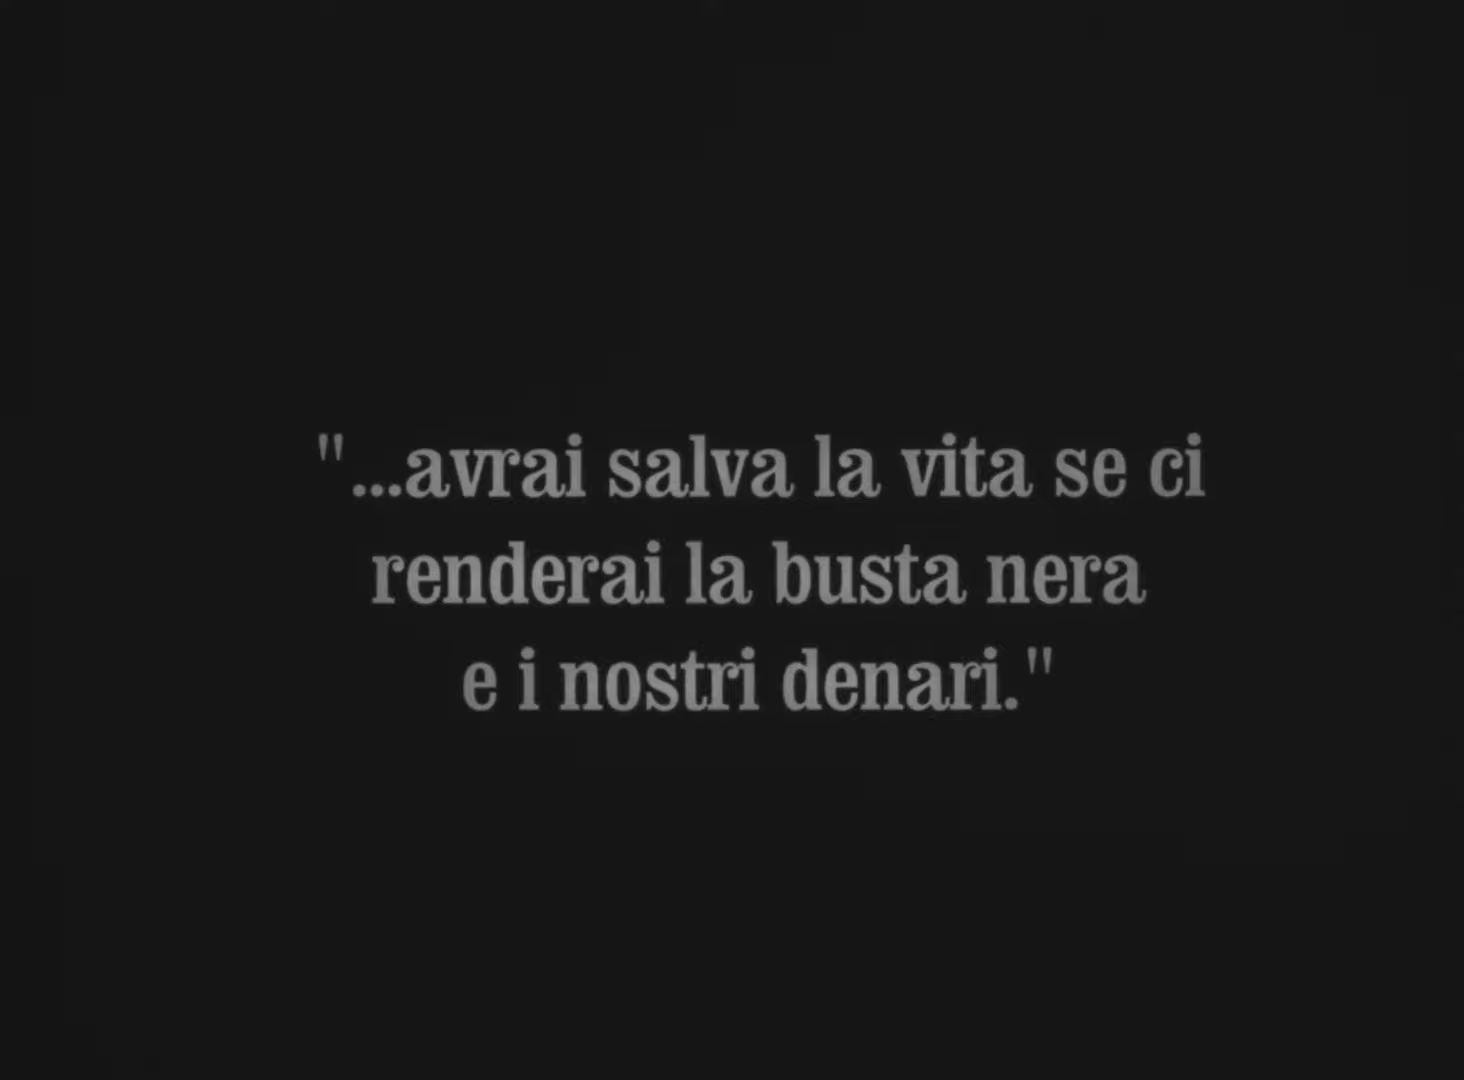 "...avrai salva la vita se ci
renderai la busta nera
e i nostri denari."